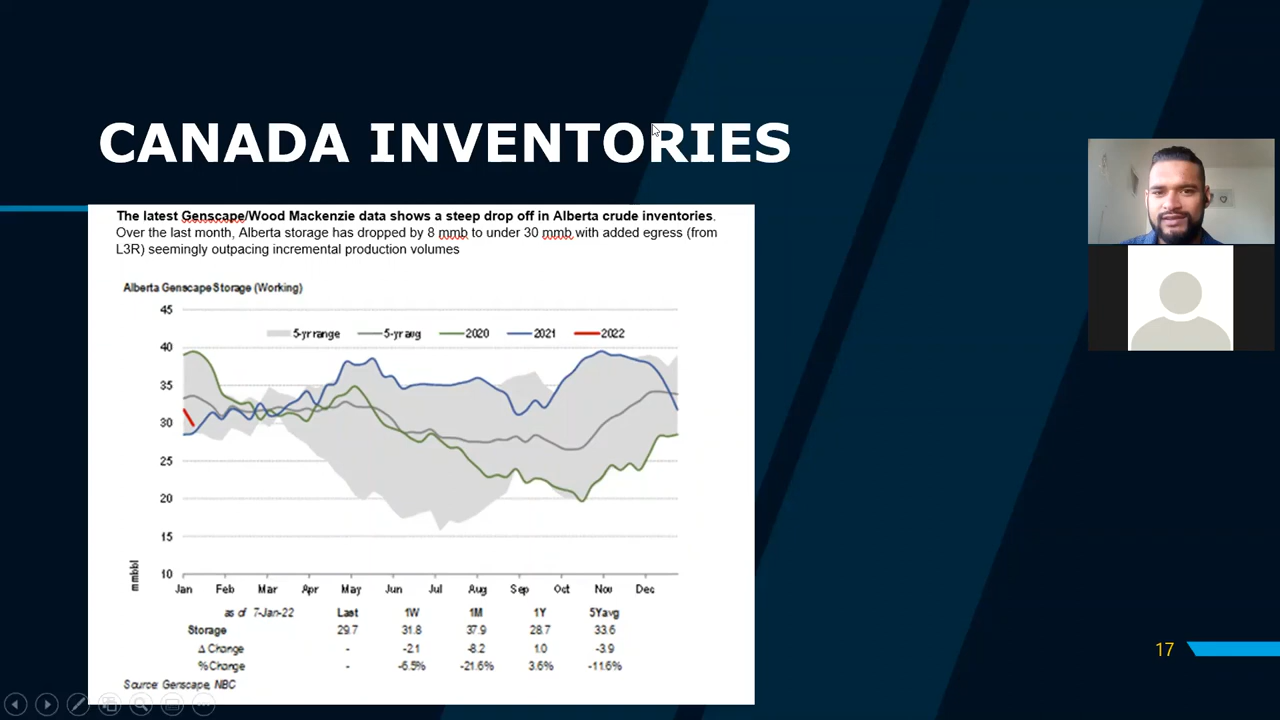 CANADA INVENTORIES
The latest Genscape/Wood Mackenzie data shows a steep drop off in Alberta crude inventories.
Over the last month, Alberta storage has dropped by 8 mmb to under 30 mmb with added egress (from
L3R) seemingly outpacing incremental production volumes
Alberta Genscape Storage (Working)
5-yr range 5-yr avg 2020 2021 2022
45
40
35
30
25
20
15
10
mmbbl
Jan Feb Mar Apr May Jun Jul Aug Sep Oct Nov Dec
as of 7-Jan-22 Last 1W 1M 1Y 5Yavg
Storage 29.7 31.8 37.9 28.7 33.6
Δ Change - -2.1 -8.2 1.0 -3.9
% Change - -6.5% -21.6% 3.6% -11.6%
Source: Genscape, NBC
17